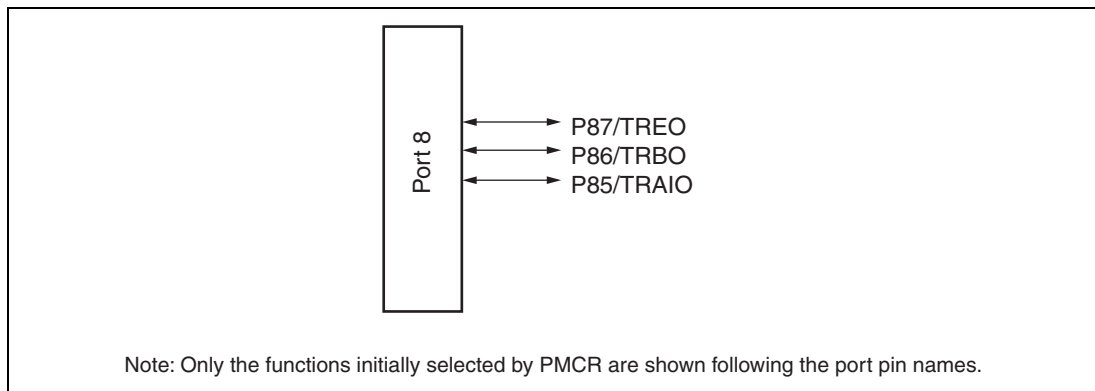 Port 8
P87/TREO
P86/TRBO
P85/TRAIO
Note: Only the functions initially selected by PMCR are shown following the port pin names.